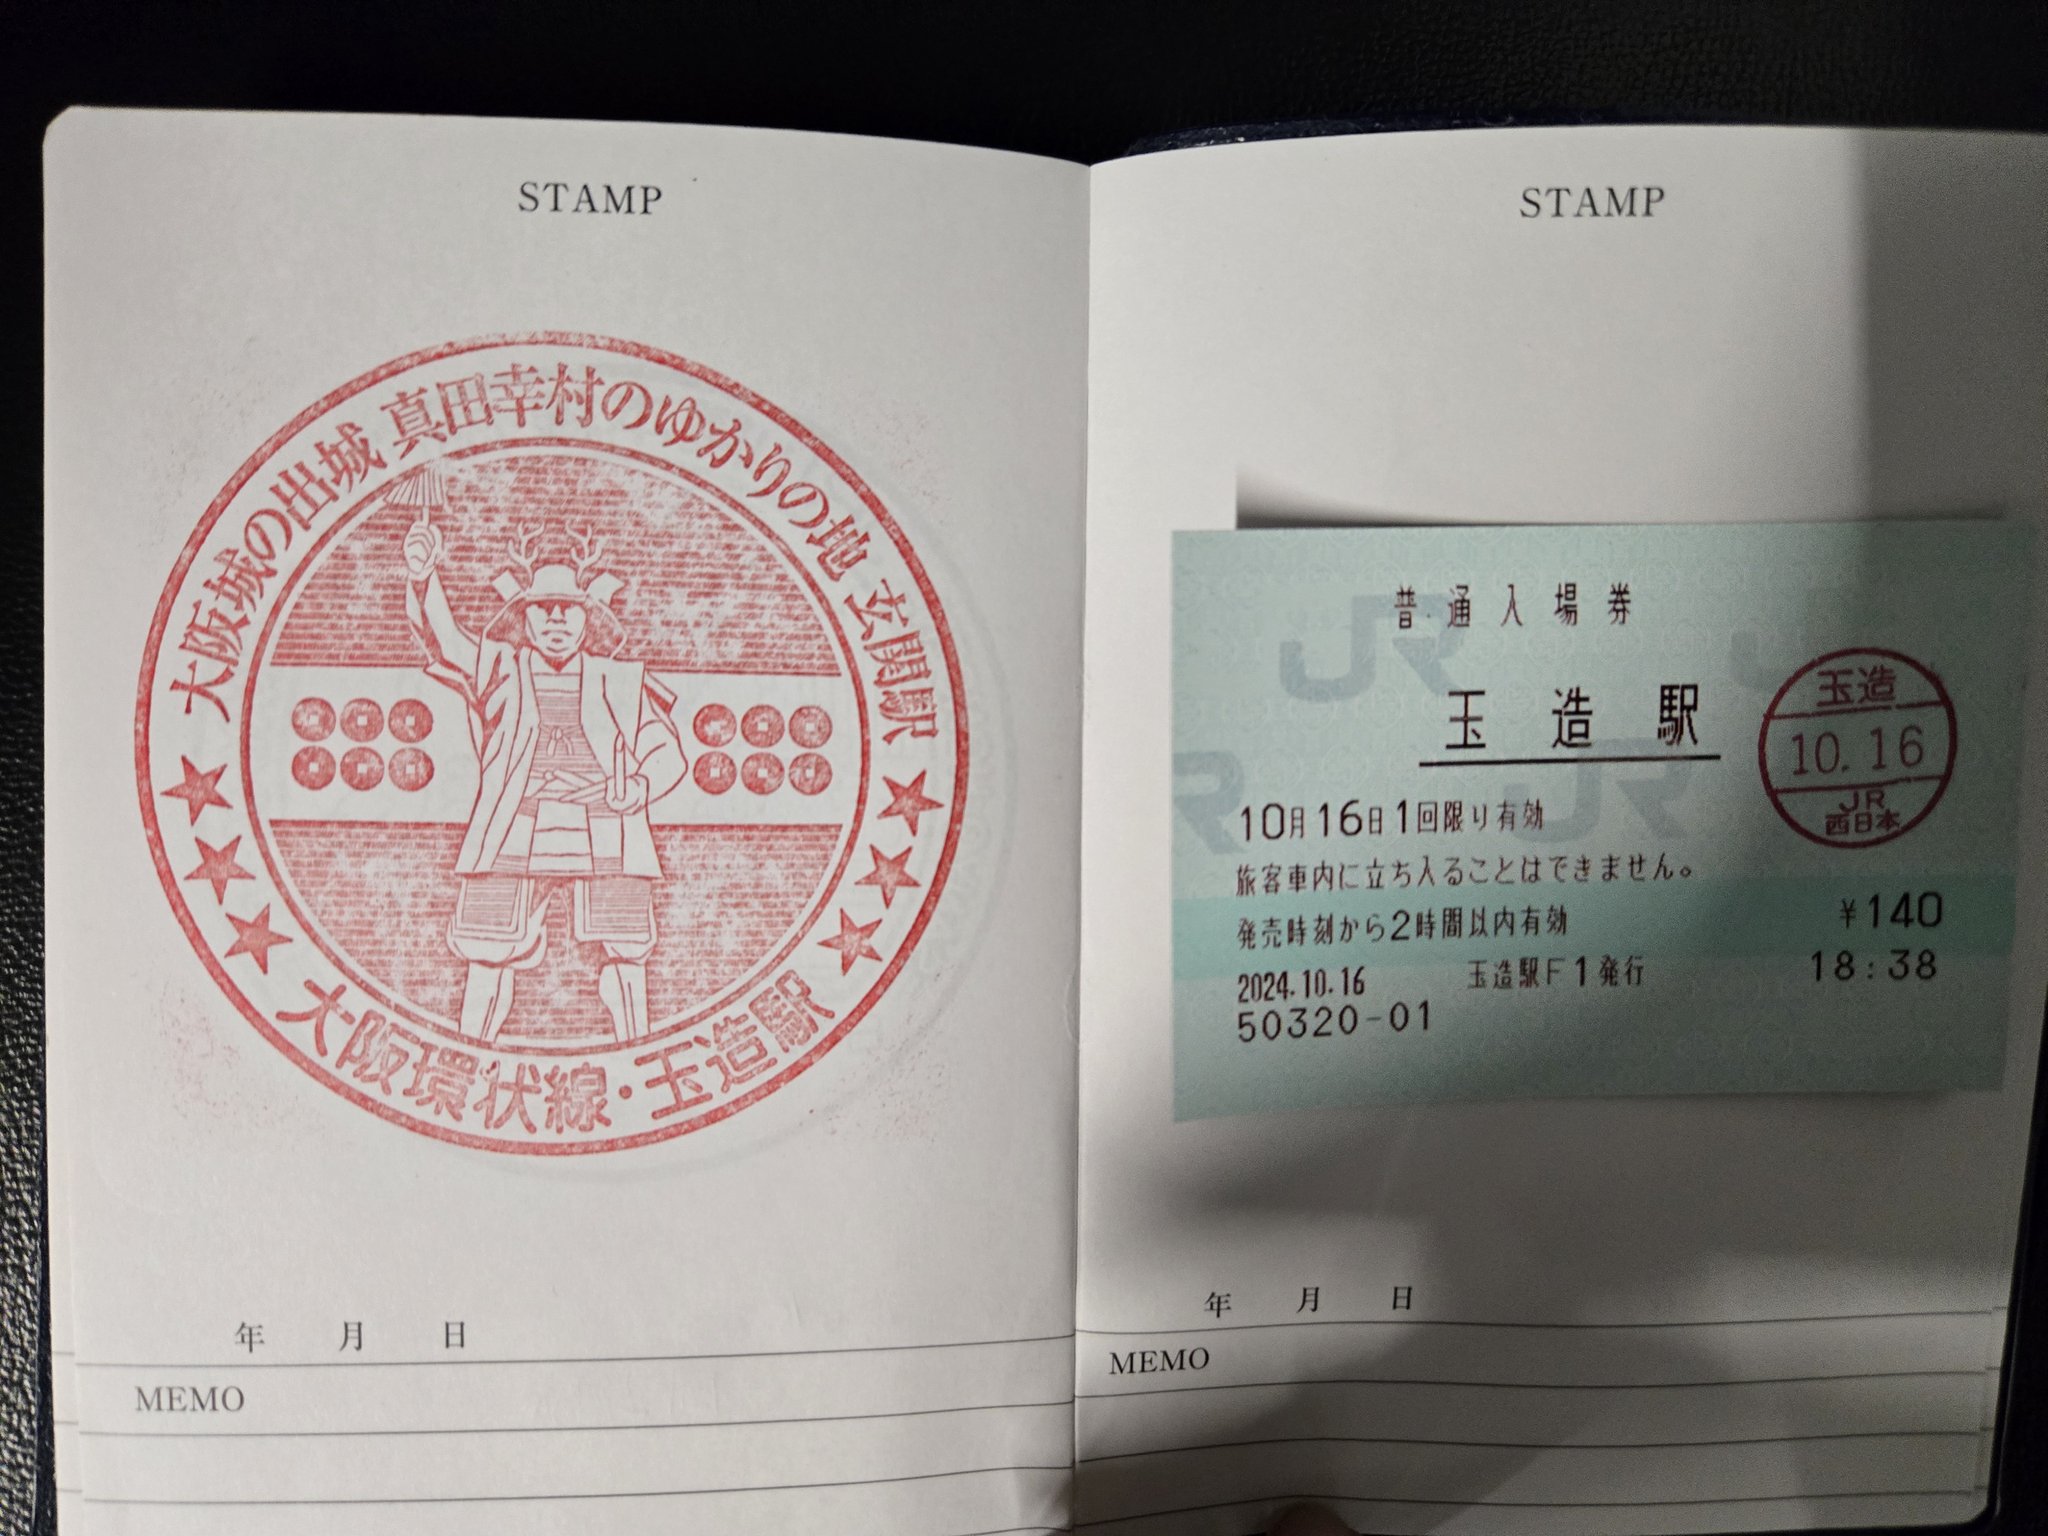 STAMP
大阪城の出城 真田幸村のゆかりの地 玄関駅
大阪環状線・玉造駅
年 月 日
MEMO
STAMP
普通入場券
玉造駅
玉造
10.16
JR
西日本
10月16日1回限り有効
旅客車内に立ち入ることはできません。
発売時刻から2時間以内有効
¥140
2024.10.16 玉造駅F1発行 18:38
50320-01
JR
JR
JR
年 月 日
MEMO